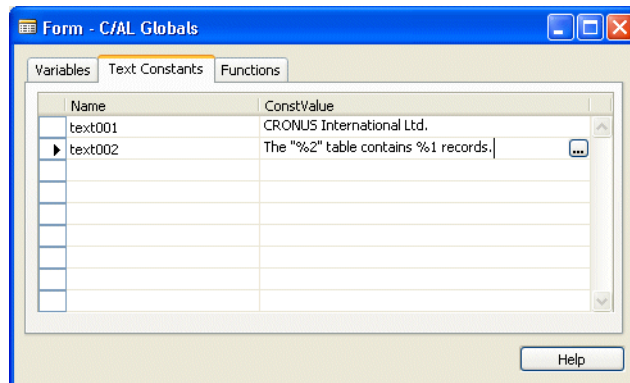 Form - C/AL Globals
Variables Text Constants Functions
Name ConstValue
text001 CRONUS International Ltd.
text002 The "%2" table contains %1 records. ...
Help